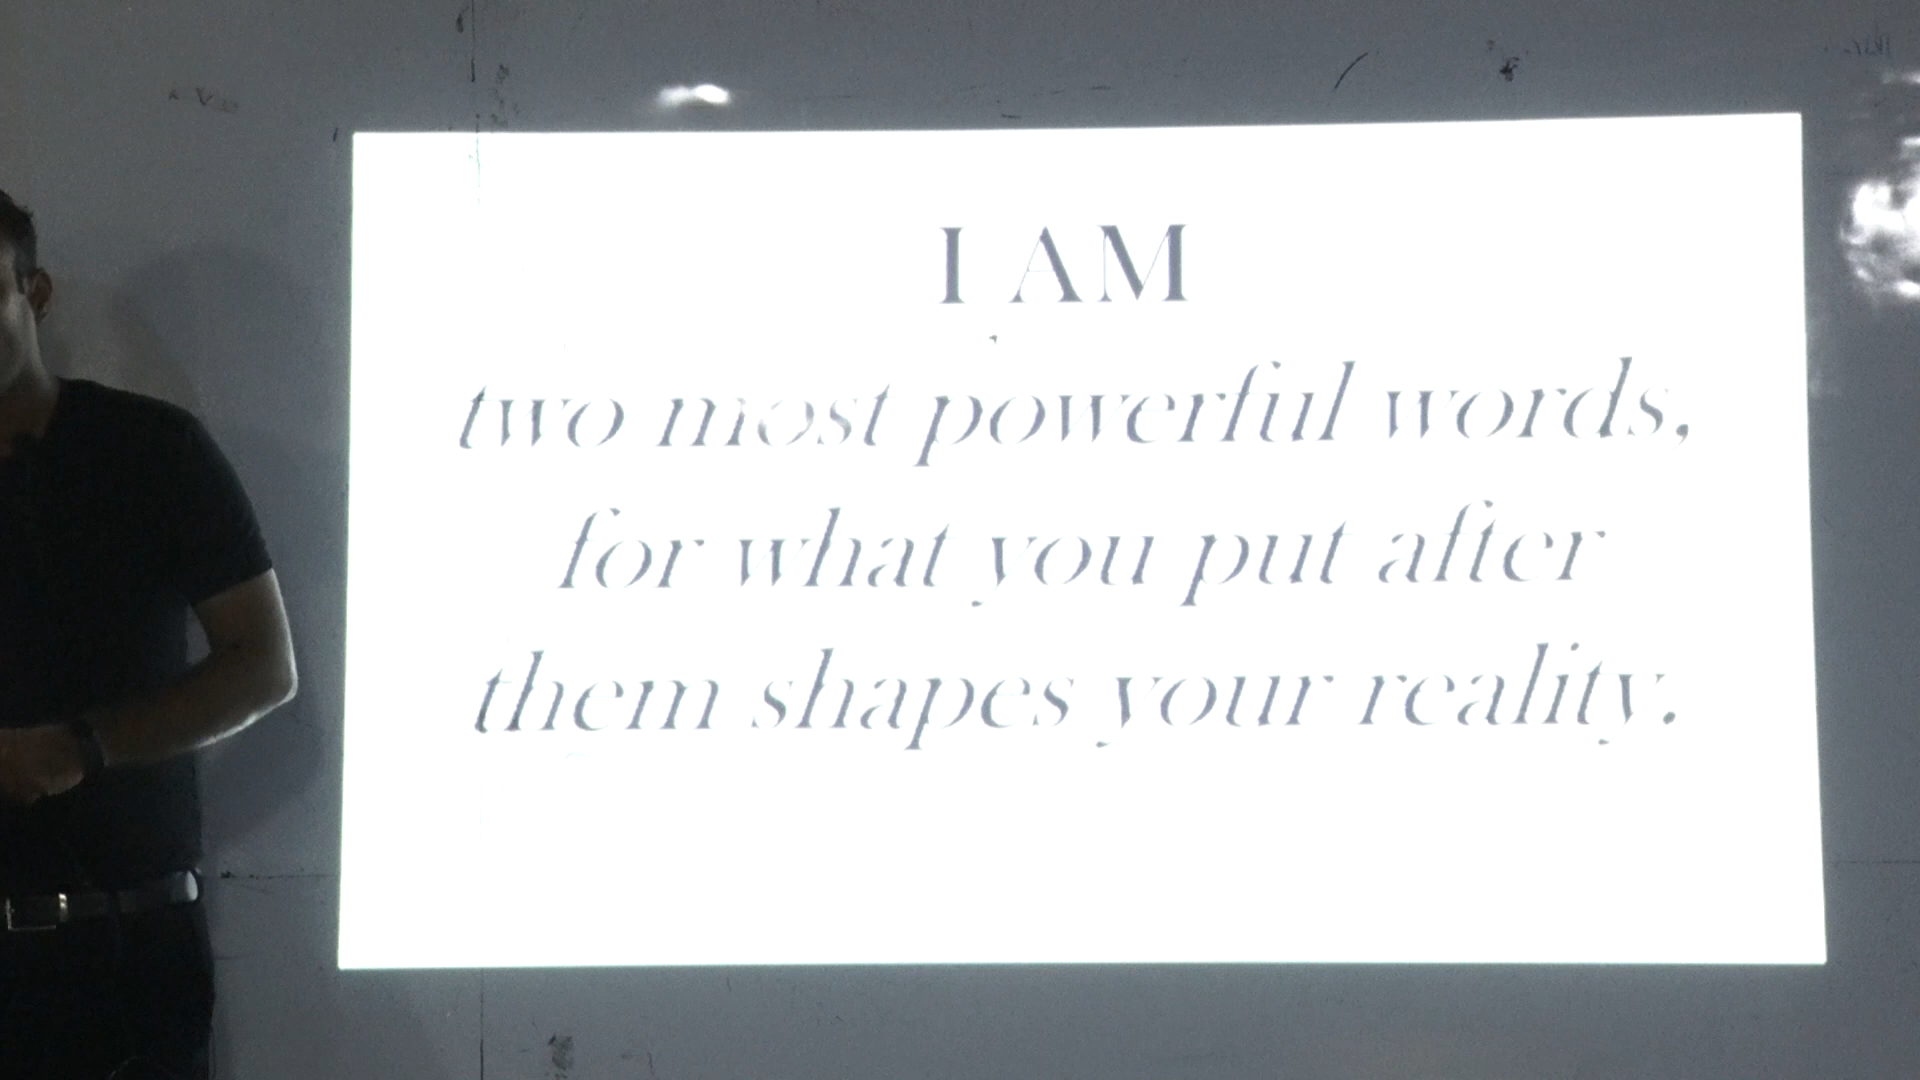 I AM
two most powerful words,
for what you put after
them shapes your reality.